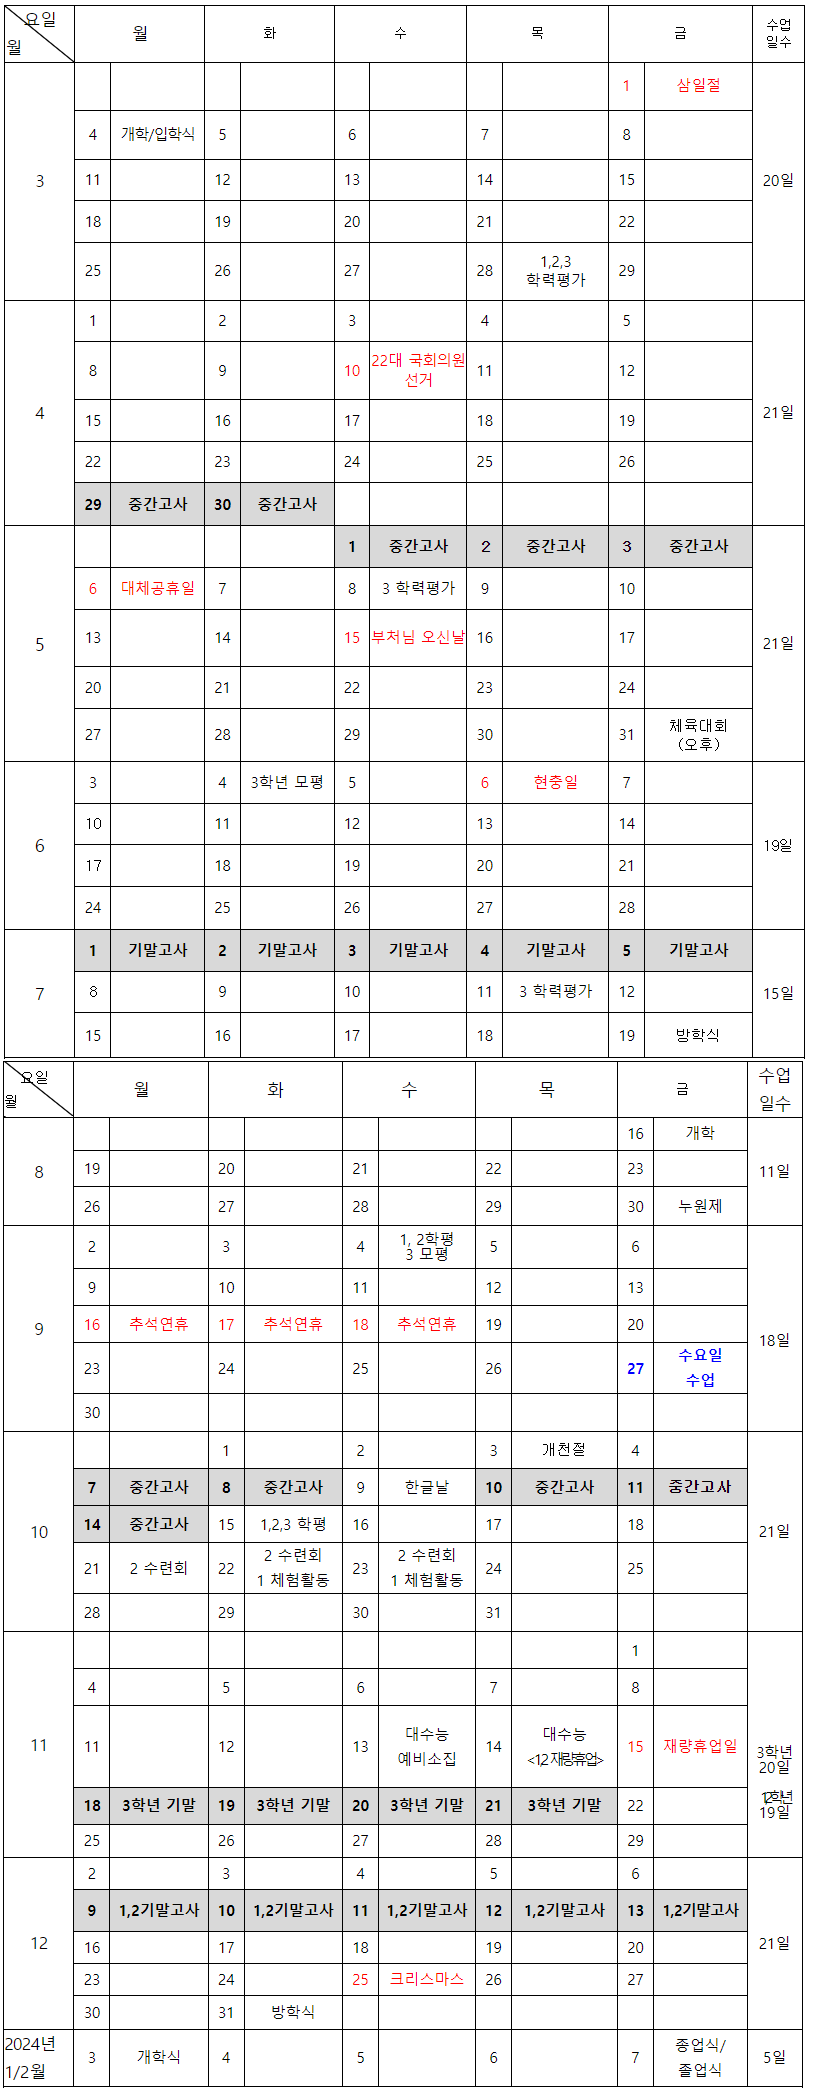 요일
월 월 화 수 목 금 수업
일수
1 삼일절
4 개학/입학식 5 6 7 8
3 11 12 13 14 15 20일
18 19 20 21 22
25 26 27 28 1,2,3
학력평가 29
1 2 3 4 5
8 9 10 22대 국회의원
선거 11 12
4 15 16 17 18 19 21일
22 23 24 25 26
29 중간고사 30 중간고사
1 중간고사 2 중간고사 3 중간고사
6 대체공휴일 7 8 3 학력평가 9 10
5 13 14 15 부처님 오신날 16 17 21일
20 21 22 23 24
27 28 29 30 31 체육대회
(오후)
3 4 3학년 모평 5 6 현충일 7
10 11 12 13 14
6 17 18 19 20 21 19일
24 25 26 27 28
1 기말고사 2 기말고사 3 기말고사 4 기말고사 5 기말고사
7 8 9 10 11 3 학력평가 12 15일
15 16 17 18 19 방학식
요일
월 월 화 수 목 금 수업
일수
16 개학
8 19 20 21 22 23 11일
26 27 28 29 30 누원제
2 3 4 1, 2학평
3 모평 5 6
9 10 11 12 13
9 16 추석연휴 17 추석연휴 18 추석연휴 19 20 18일
23 24 25 26 27 수요일
수업
30
1 2 3 개천절 4
7 중간고사 8 중간고사 9 한글날 10 중간고사 11 중간고사
10 14 중간고사 15 1,2,3 학평 16 17 18 21일
21 2 수련회 22 2 수련회
1 체험활동 23 2 수련회
1 체험활동 24 25
28 29 30 31
1
4 5 6 7 8
11 11 12 13 대수능
예비소집 14 대수능
<1,2 재량휴업> 15 재량휴업일 3학년
20일
1,2학년
19일
18 3학년 기말 19 3학년 기말 20 3학년 기말 21 3학년 기말 22
25 26 27 28 29
2 3 4 5 6
9 1,2기말고사 10 1,2기말고사 11 1,2기말고사 12 1,2기말고사 13 1,2기말고사
12 16 17 18 19 20 21일
23 24 25 크리스마스 26 27
30 31 방학식
2024년
1/2월 3 개학식 4 5 6 7 종업식/
졸업식 5일